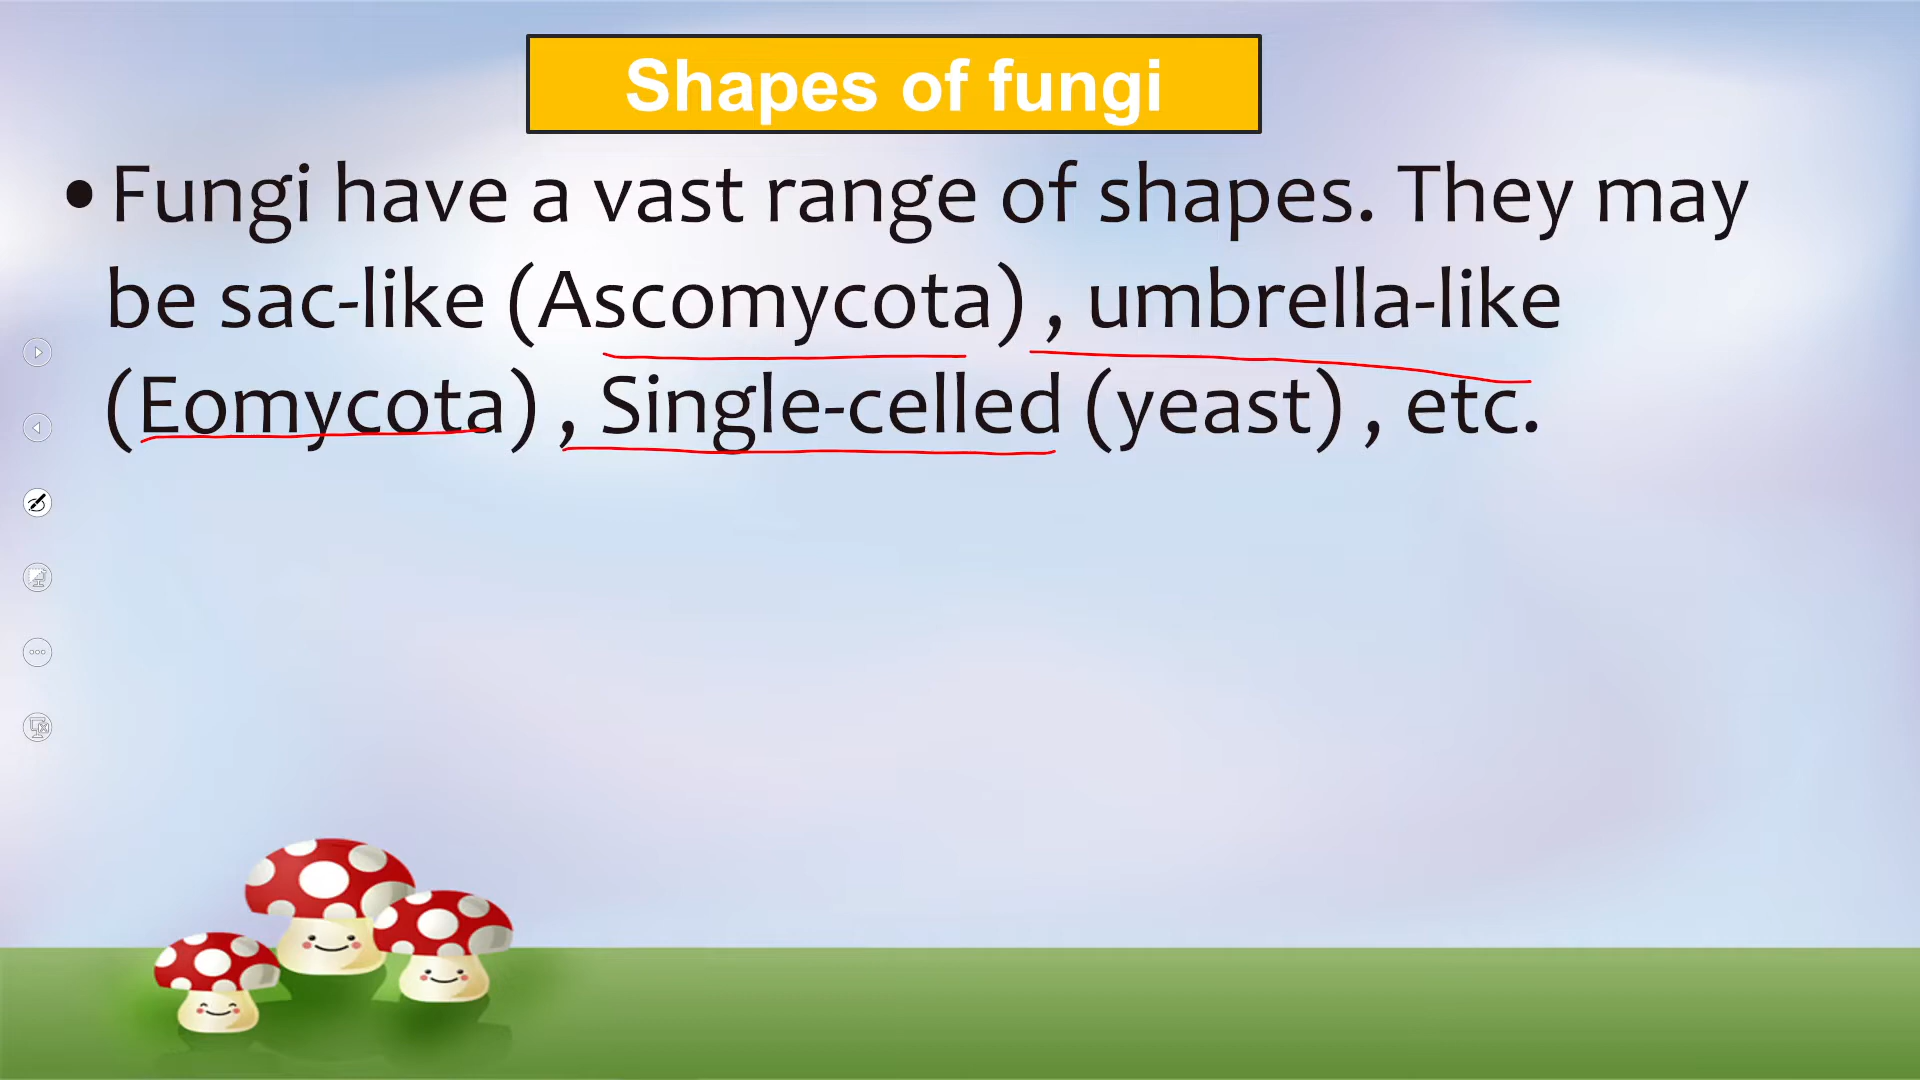 Shapes of fungi
• Fungi have a vast range of shapes. They may
be sac-like (Ascomycota) , umbrella-like
(Eomycota) , Single-celled (yeast) , etc.